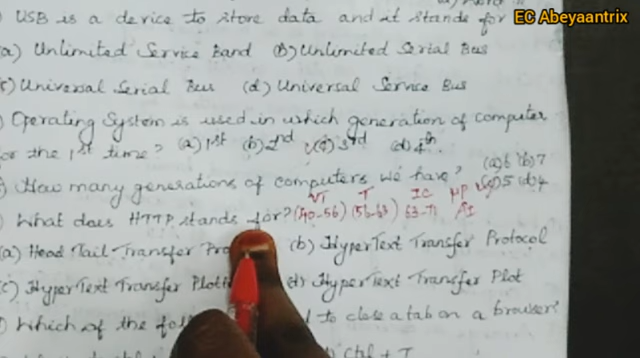 EC Abeyaantrix
USB is a device to store data and it stands for
(a) Unlimited Service Band (b) Unlimited Serial Bus
(c) Universal Serial Bus (d) Universal Service Bus
Operating System is used in which generation of computer
for the 1st time? (a) 1st (b) 2nd (c) 3rd (d) 4th.
How many generations of computers we have? (a) 6 (b) 7
(c) 5 (d) 4
VT T IC μP
What does HTTP stands for? (40-56) (56-63) 63-71 AI
(a) Head Tail Transfer (b) HyperText Transfer Protocol
(c) HyperText Transfer (d) HyperText Transfer Plot
Which of the to close a tab on a browser?
Ctrl + T